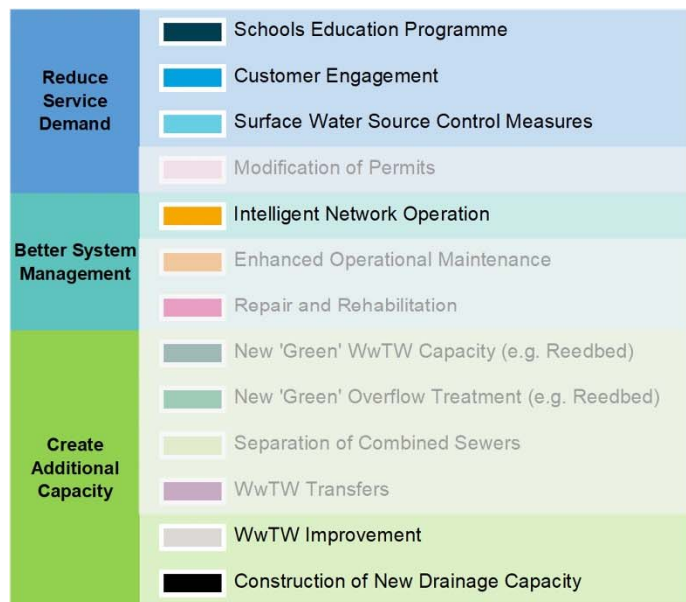 Reduce
Service
Demand
Schools Education Programme
Customer Engagement
Surface Water Source Control Measures
Modification of Permits
Better System
Management
Intelligent Network Operation
Enhanced Operational Maintenance
Repair and Rehabilitation
Create
Additional
Capacity
New 'Green' WwTW Capacity (e.g. Reedbed)
New 'Green' Overflow Treatment (e.g. Reedbed)
Separation of Combined Sewers
WwTW Transfers
WwTW Improvement
Construction of New Drainage Capacity